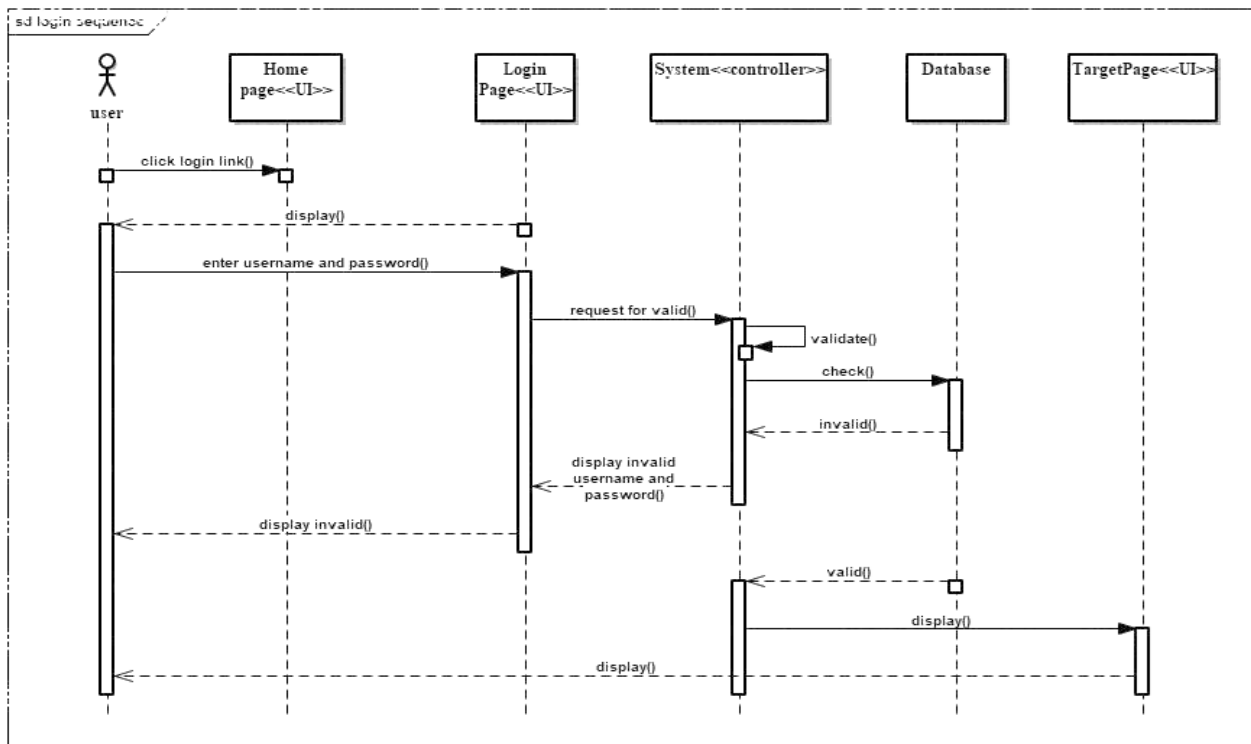 sd login sequence
user
Home
page<<UI>>
Login
Page<<UI>>
System<<controller>>
Database
TargetPage<<UI>>
click login link()
display()
enter username and password()
request for valid()
validate()
check()
invalid()
display invalid
username and
password()
display invalid()
valid()
display()
display()